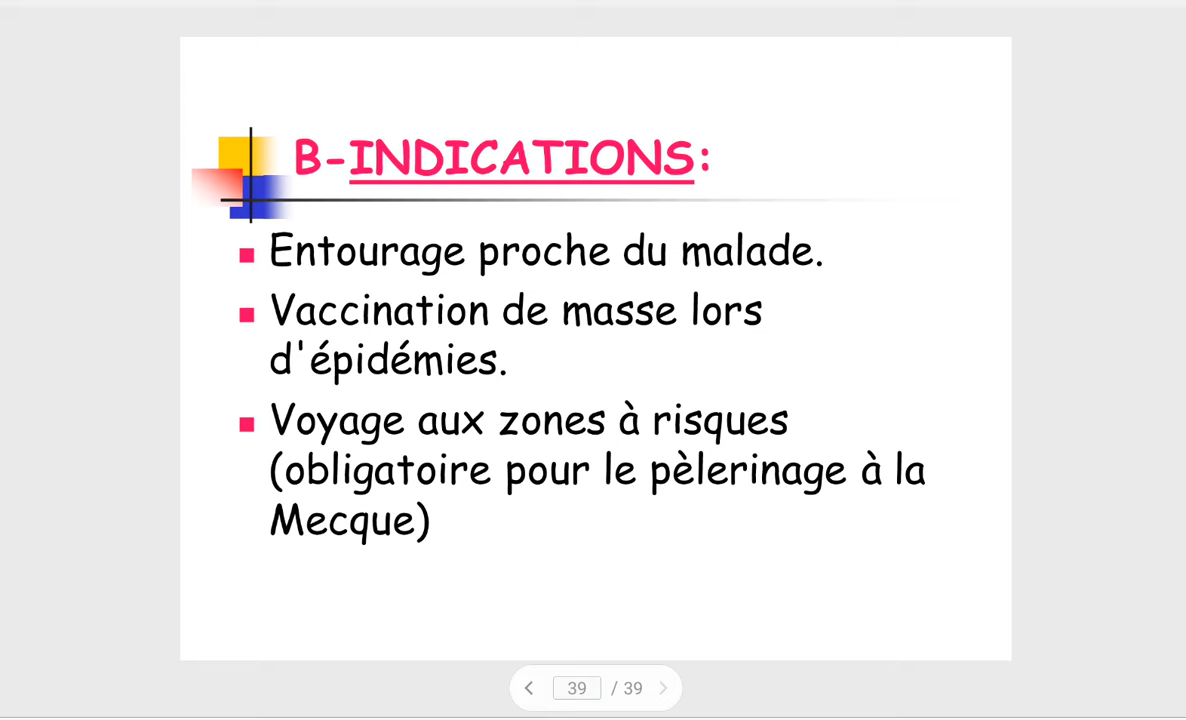 B-INDICATIONS:
Entourage proche du malade.
Vaccination de masse lors
d'épidémies.
Voyage aux zones à risques
(obligatoire pour le pèlerinage à la
Mecque)
39 / 39